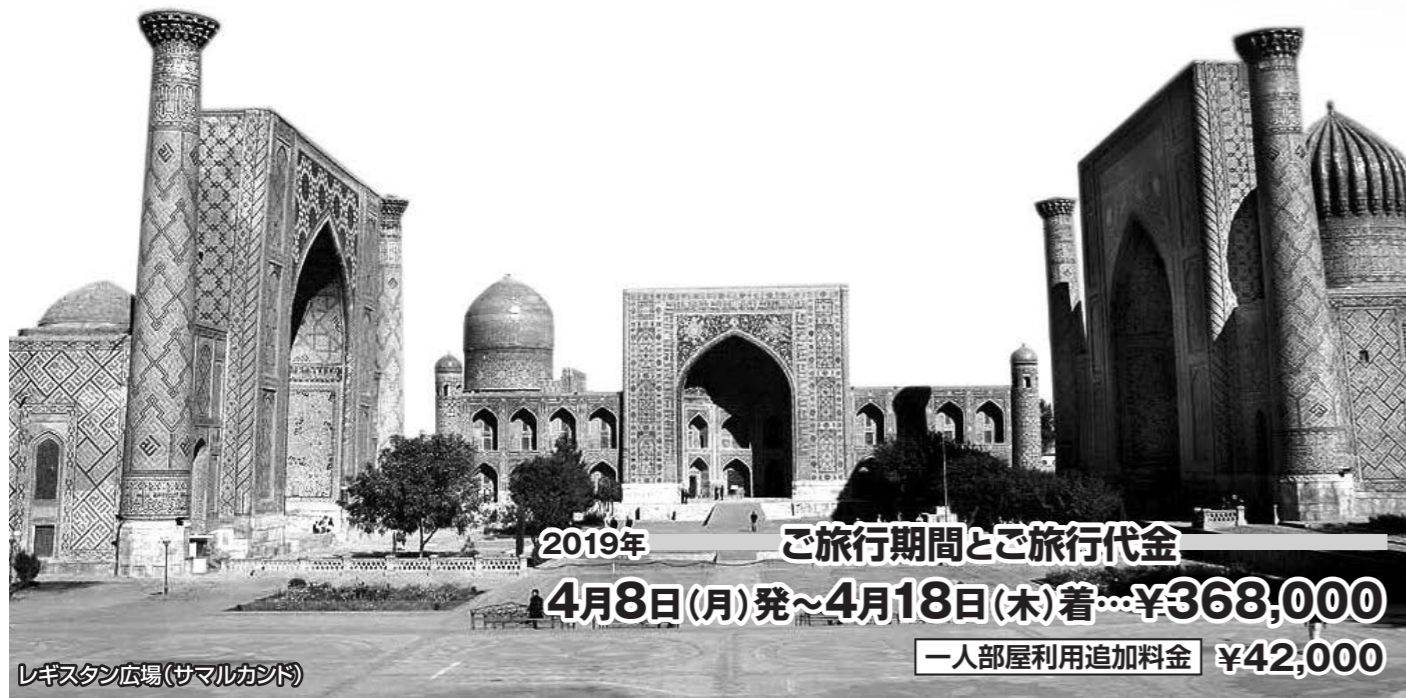 2019年 ご旅行期間とご旅行代金
4月8日(月)発～4月18日(木)着…¥368,000
一人部屋利用追加料金 ¥42,000
レギスタン広場(サマルカンド)